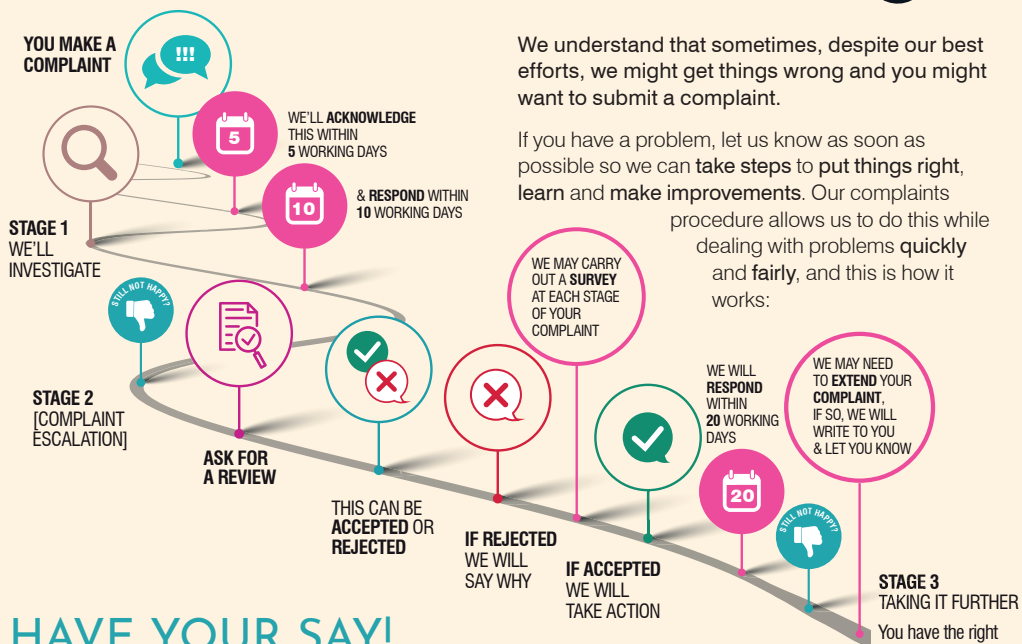 YOU MAKE A
COMPLAINT
!!!
We understand that sometimes, despite our best
efforts, we might get things wrong and you might
want to submit a complaint.
If you have a problem, let us know as soon as
possible so we can take steps to put things right,
learn and make improvements. Our complaints
procedure allows us to do this while
dealing with problems quickly
and fairly, and this is how it
works:
5
WE'LL ACKNOWLEDGE
THIS WITHIN
5 WORKING DAYS
10
& RESPOND WITHIN
10 WORKING DAYS
STAGE 1
WE'LL
INVESTIGATE
STILL NOT HAPPY?
STAGE 2
[COMPLAINT
ESCALATION]
ASK FOR
A REVIEW
THIS CAN BE
ACCEPTED OR
REJECTED
IF REJECTED
WE WILL
SAY WHY
WE MAY CARRY
OUT A SURVEY
AT EACH STAGE
OF YOUR
COMPLAINT
IF ACCEPTED
WE WILL
TAKE ACTION
WE WILL
RESPOND
WITHIN
20 WORKING
DAYS
20
STILL NOT HAPPY?
WE MAY NEED
TO EXTEND YOUR
COMPLAINT,
IF SO, WE WILL
WRITE TO YOU
& LET YOU KNOW
STAGE 3
TAKING IT FURTHER
You have the right
HAVE YOUR SAY!